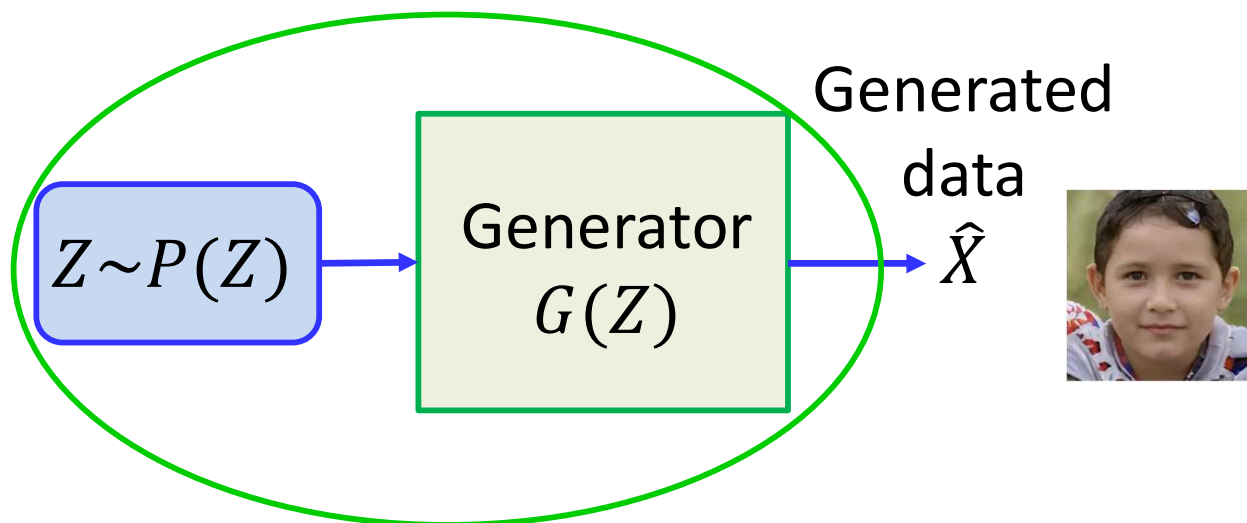 Generated
data
X̂
Z~P(Z)
Generator
G(Z)